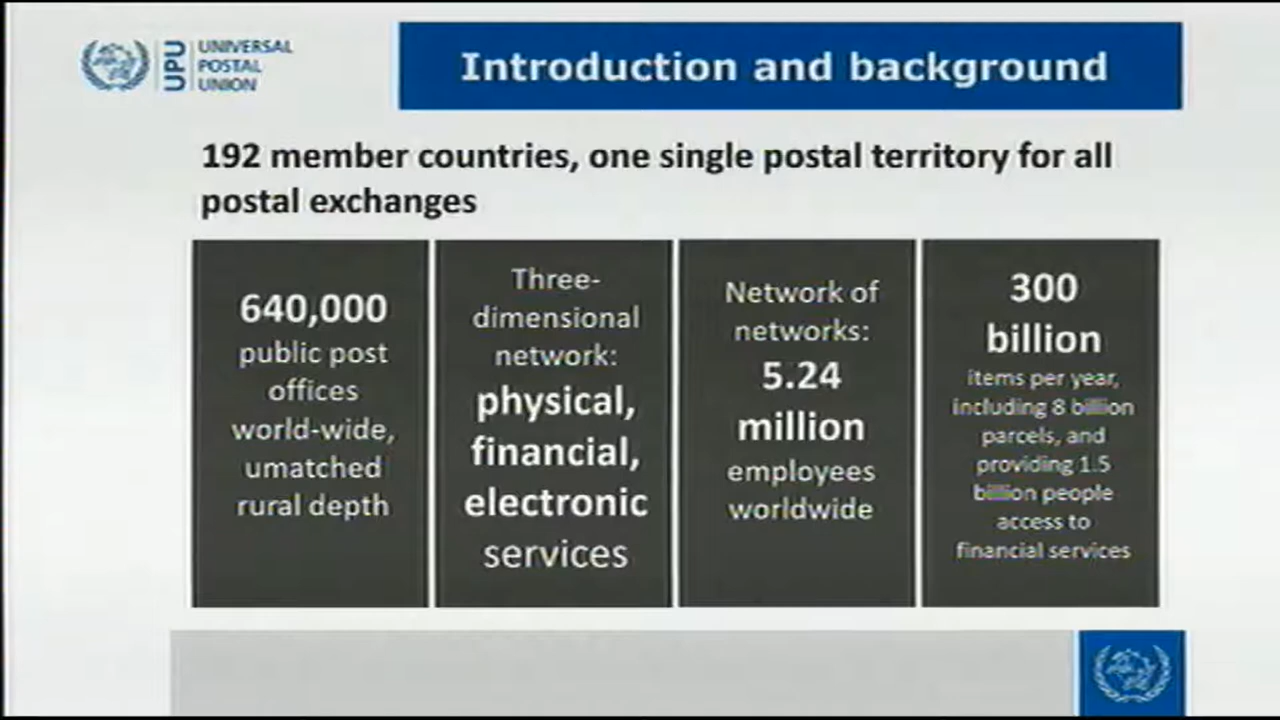 UPU
UNIVERSAL
POSTAL
UNION
Introduction and background
192 member countries, one single postal territory for all
postal exchanges
640,000
public post
offices
world-wide,
umatched
rural depth
Three-
dimensional
network:
physical,
financial,
electronic
services
Network of
networks:
5.24
million
employees
worldwide
300
billion
items per year,
including 8 billion
parcels, and
providing 1.5
billion people
access to
financial services